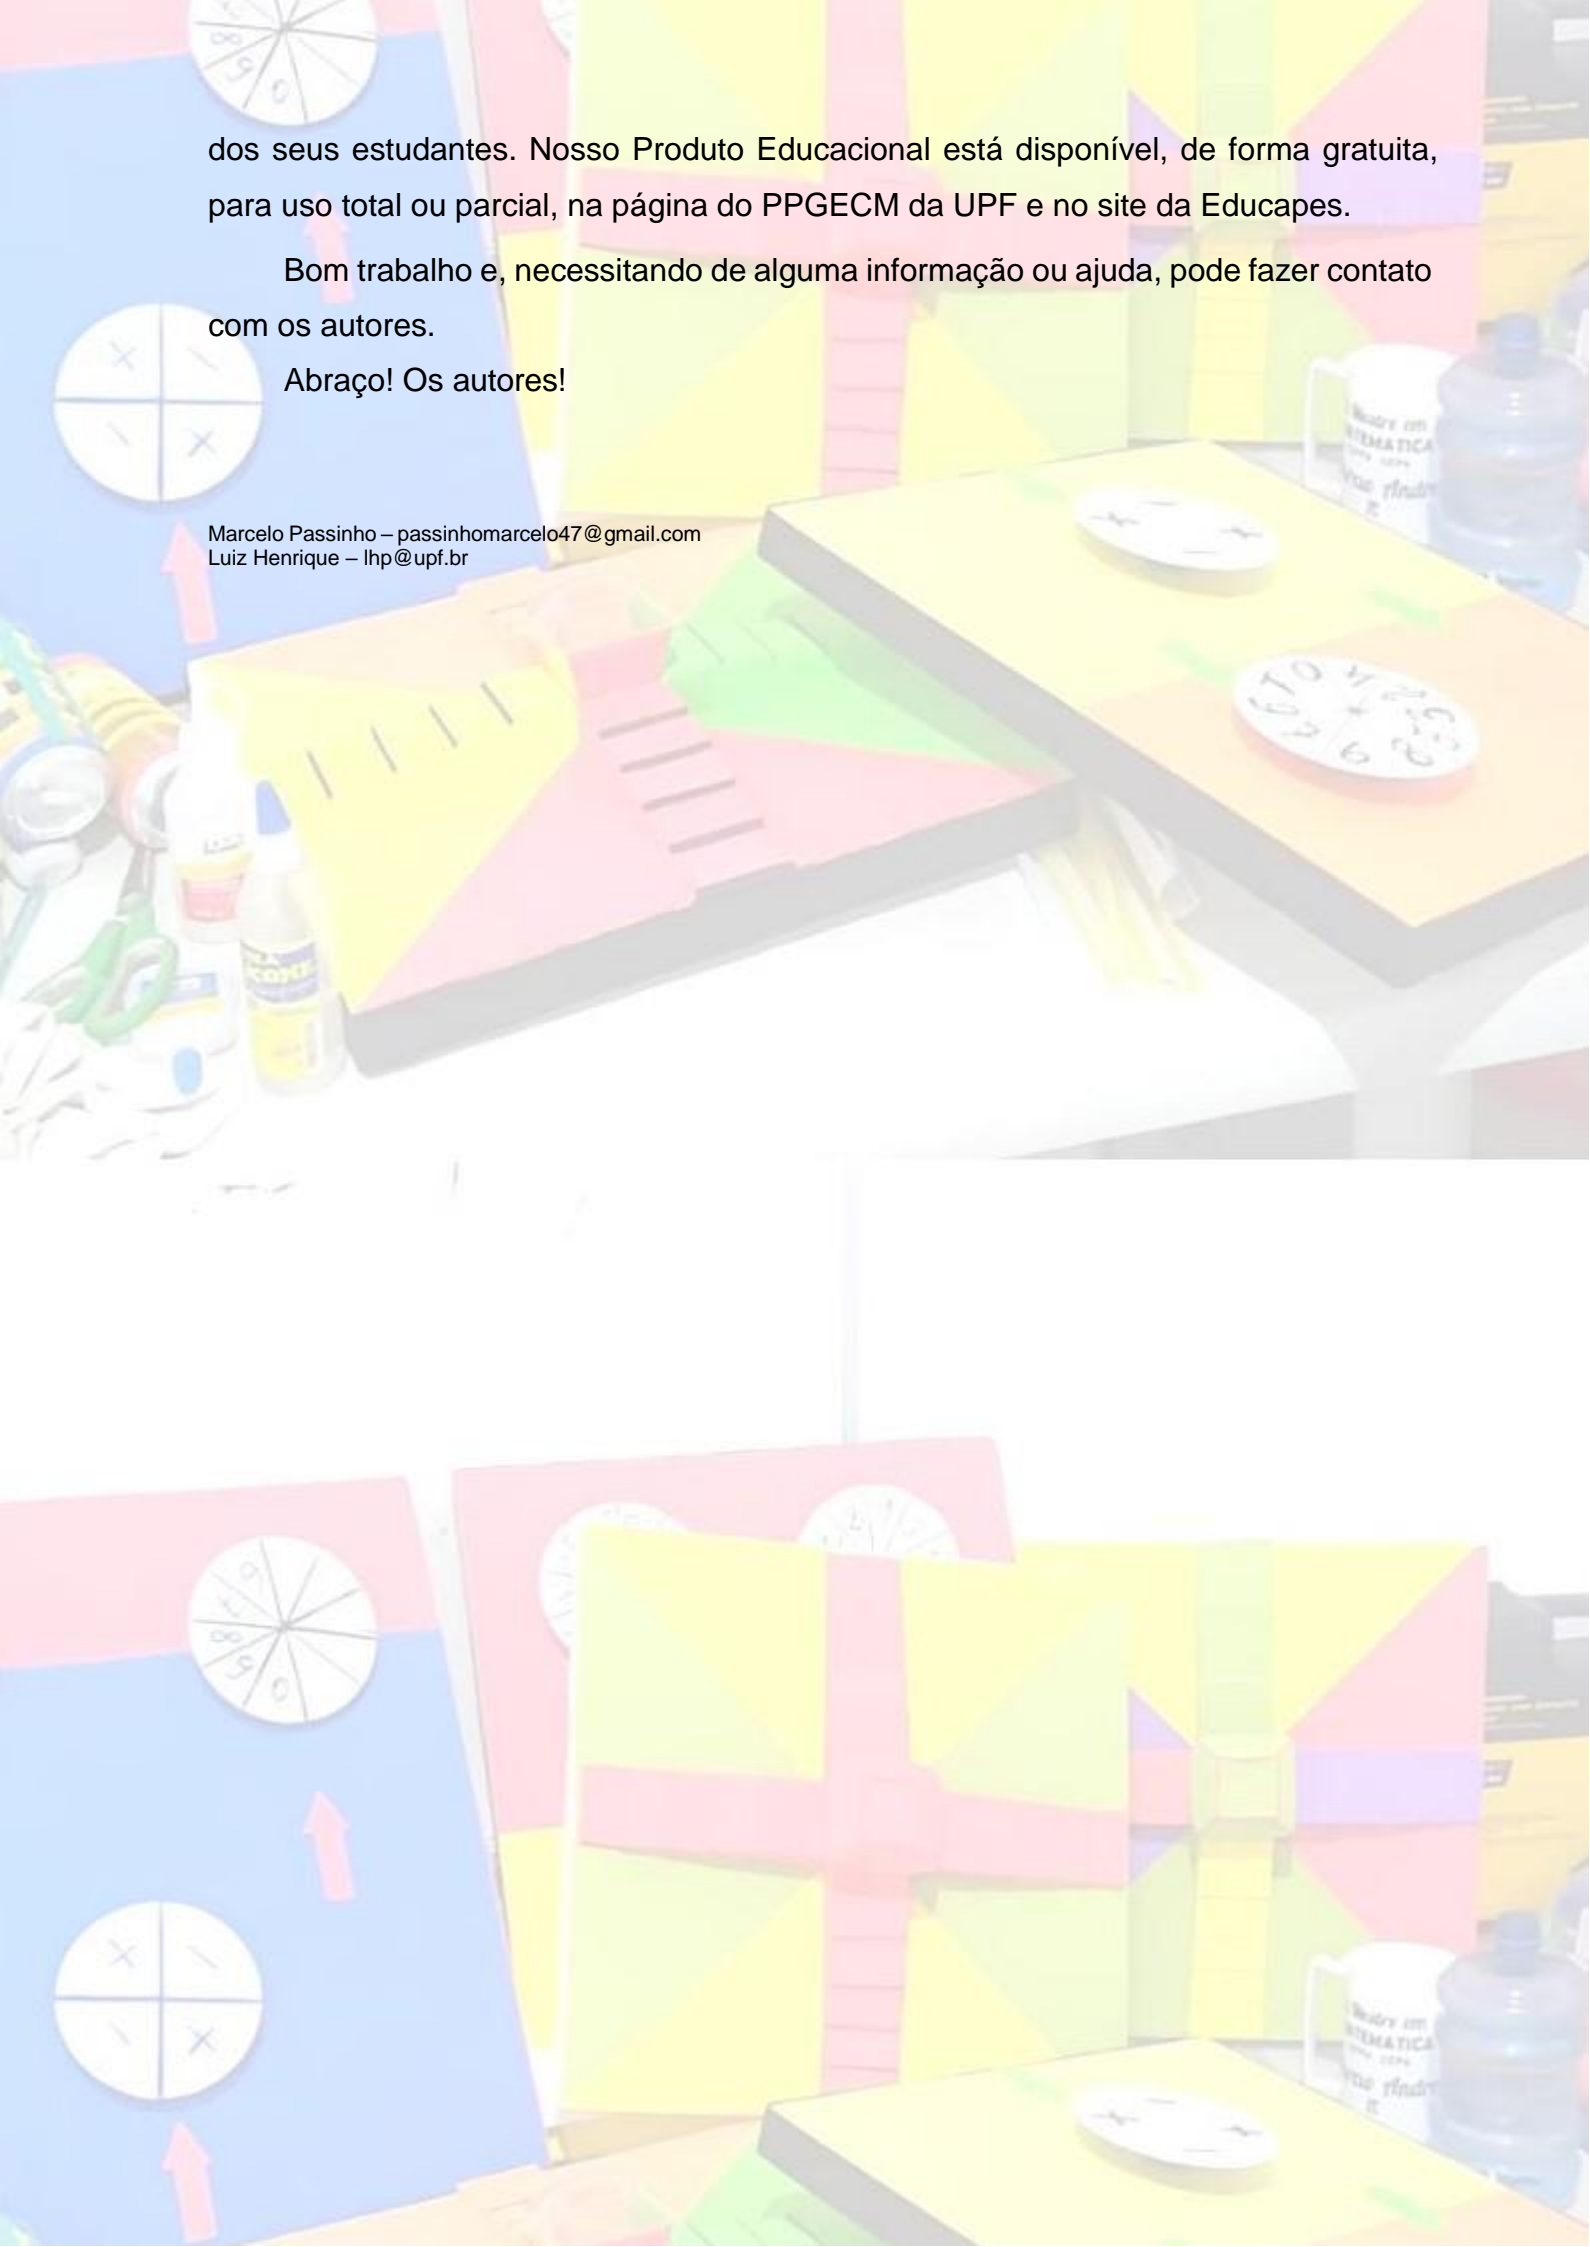 dos seus estudantes. Nosso Produto Educacional está disponível, de forma gratuita,
para uso total ou parcial, na página do PPGECM da UPF e no site da Educapes.
Bom trabalho e, necessitando de alguma informação ou ajuda, pode fazer contato
com os autores.
Abraço! Os autores!
Marcelo Passinho – passinhomarcelo47@gmail.com
Luiz Henrique – lhp@upf.br